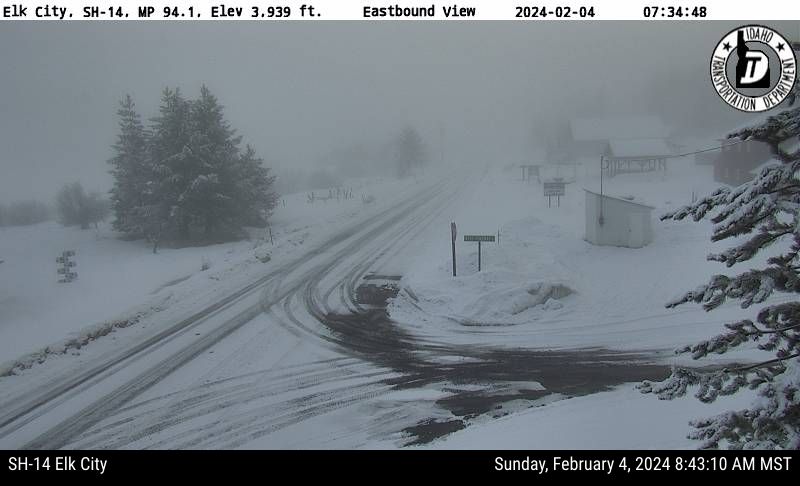 Elk City, SH-14, MP 94.1, Elev 3,939 ft. Eastbound View 2024-02-04 07:34:48
IDAHO
TRANSPORTATION DEPARTMENT
SH-14 Elk City Sunday, February 4, 2024 8:43:10 AM MST